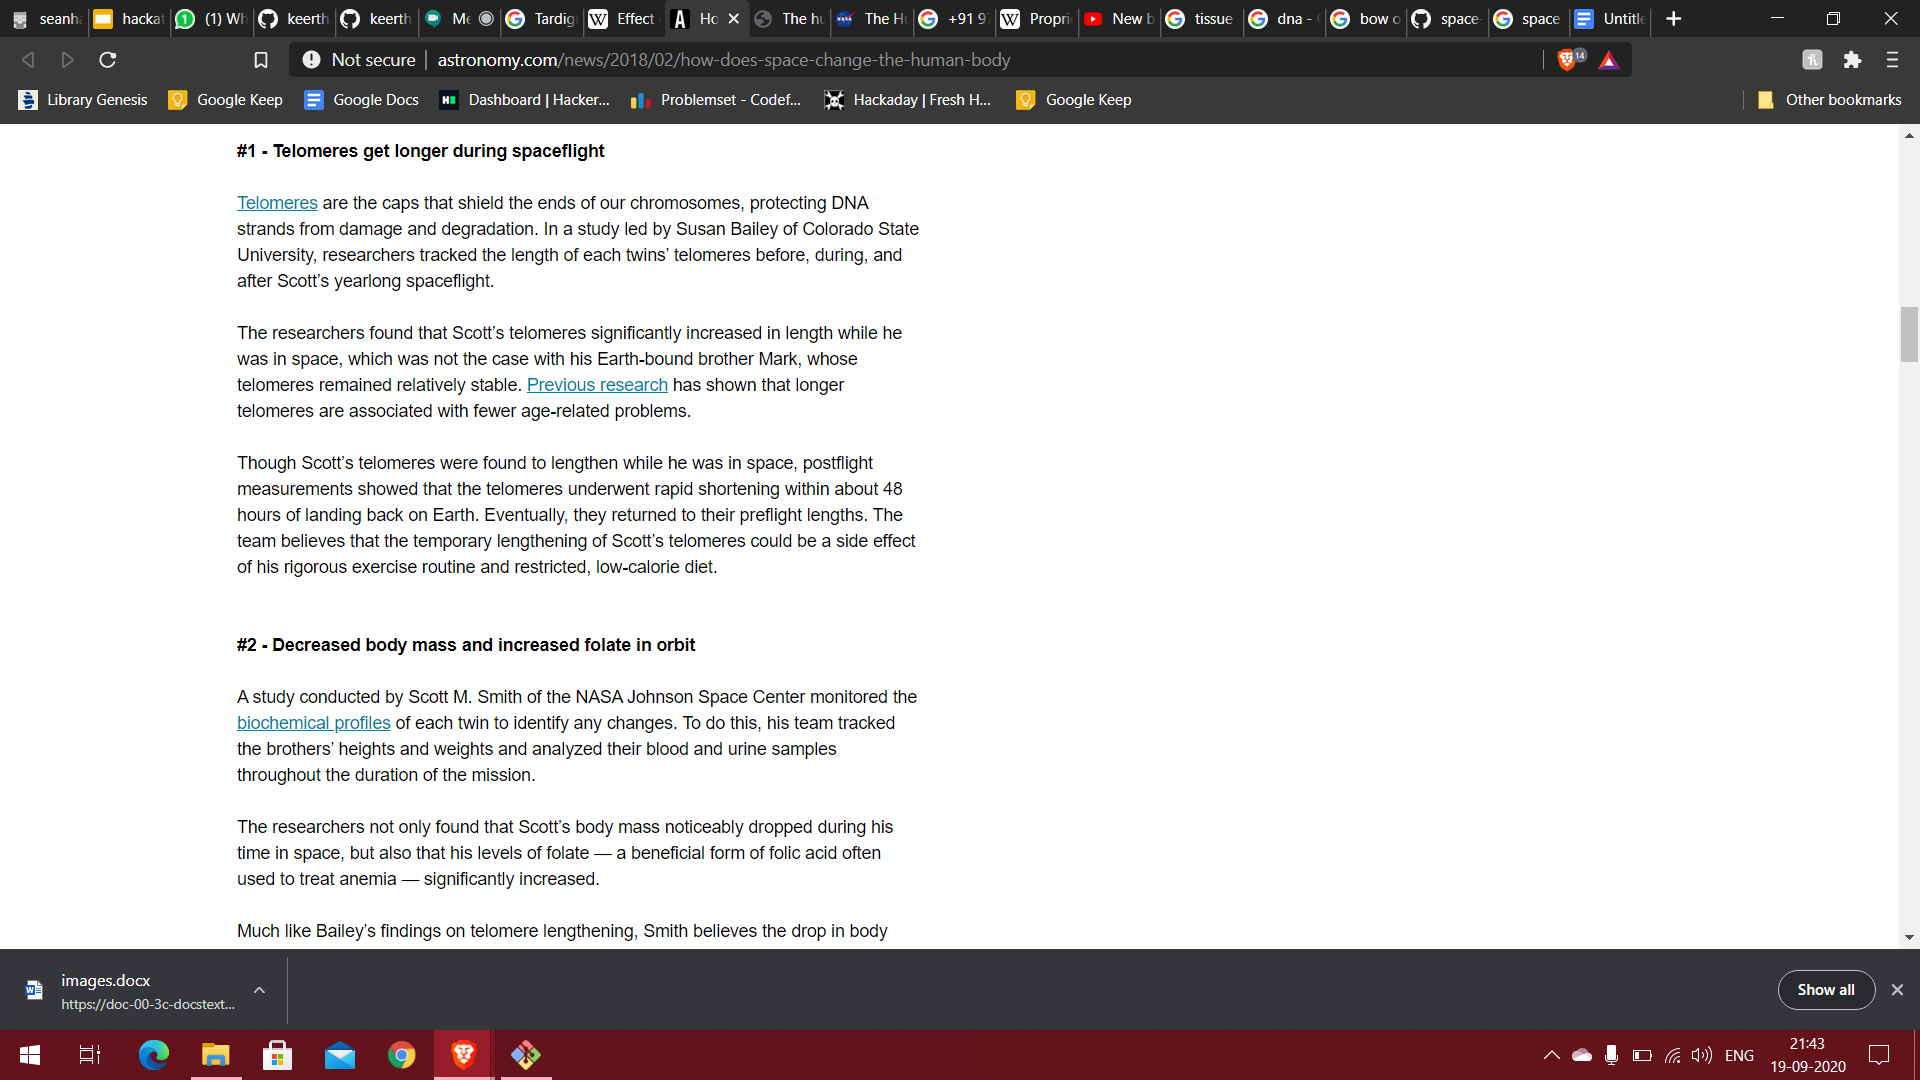 seanh
hackat
(1) Wh
keerth
keerth
Me
Tardig
Effect
Ho
The hu
The Hu
+91 9
Propri
New b
tissue
dna -
bow o
space-
space
Untitle
Not secure | astronomy.com/news/2018/02/how-does-space-change-the-human-body
14
Library Genesis
Google Keep
Google Docs
Dashboard | Hacker...
Problemset - Codef...
Hackaday | Fresh H...
Google Keep
Other bookmarks
#1 - Telomeres get longer during spaceflight
Telomeres are the caps that shield the ends of our chromosomes, protecting DNA
strands from damage and degradation. In a study led by Susan Bailey of Colorado State
University, researchers tracked the length of each twins’ telomeres before, during, and
after Scott’s yearlong spaceflight.
The researchers found that Scott’s telomeres significantly increased in length while he
was in space, which was not the case with his Earth-bound brother Mark, whose
telomeres remained relatively stable. Previous research has shown that longer
telomeres are associated with fewer age-related problems.
Though Scott’s telomeres were found to lengthen while he was in space, postflight
measurements showed that the telomeres underwent rapid shortening within about 48
hours of landing back on Earth. Eventually, they returned to their preflight lengths. The
team believes that the temporary lengthening of Scott’s telomeres could be a side effect
of his rigorous exercise routine and restricted, low-calorie diet.
#2 - Decreased body mass and increased folate in orbit
A study conducted by Scott M. Smith of the NASA Johnson Space Center monitored the
biochemical profiles of each twin to identify any changes. To do this, his team tracked
the brothers’ heights and weights and analyzed their blood and urine samples
throughout the duration of the mission.
The researchers not only found that Scott’s body mass noticeably dropped during his
time in space, but also that his levels of folate — a beneficial form of folic acid often
used to treat anemia — significantly increased.
Much like Bailey’s findings on telomere lengthening, Smith believes the drop in body
images.docx
https://doc-00-3c-docstext...
Show all
ENG
21:43
19-09-2020